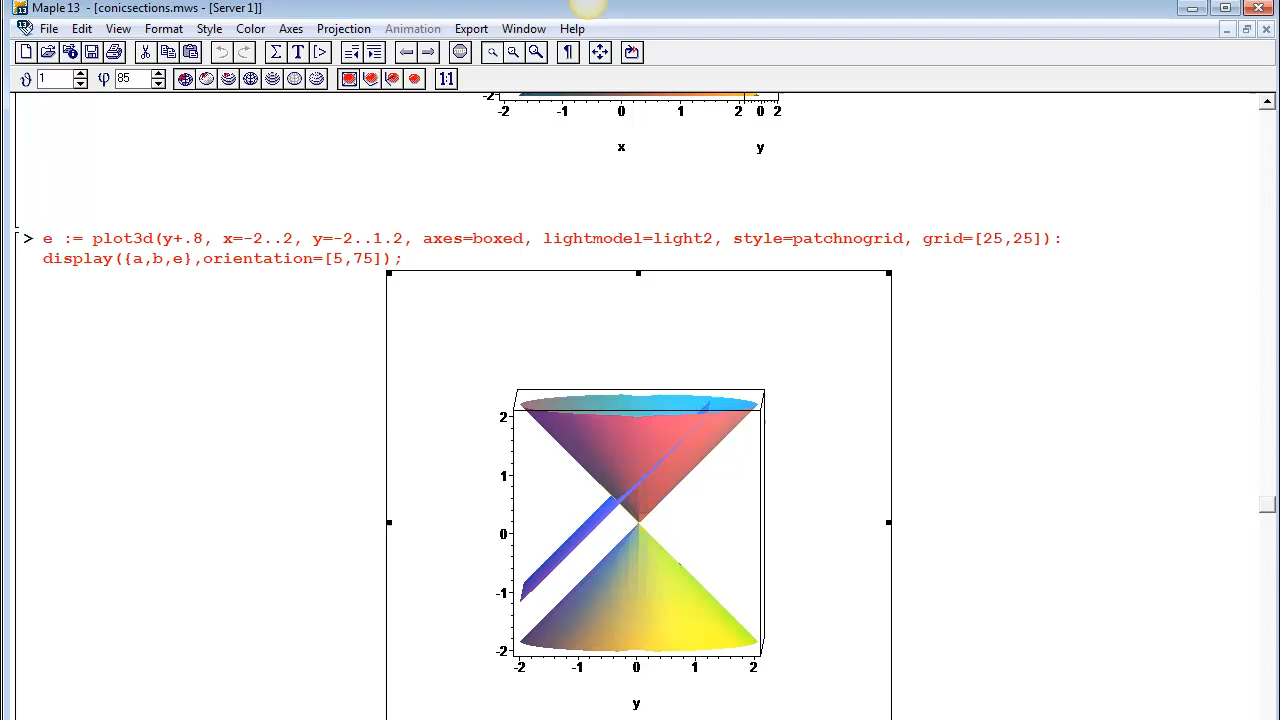 Maple 13 - [conicsections.mws - [Server 1]]
File Edit View Format Style Color Axes Projection Animation Export Window Help
ϑ 1 φ 85 1:1
-2
-2 -1 0 1 2 0 2
x y
> e := plot3d(y+.8, x=-2..2, y=-2..1.2, axes=boxed, lightmodel=light2, style=patchnogrid, grid=[25,25]):
display({a,b,e},orientation=[5,75]);
2
1
0
-1
-2
-2 -1 0 1 2
y